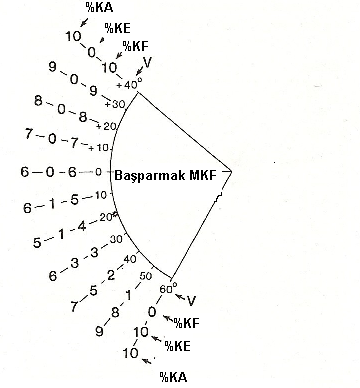 %KA
%KE
%KF
V
10 0 10 +40°
9-0-9 +30
8-0-8 +20
7-0-7 +10
6-0-6-0 Başparmak MKF
6-1-5 10
5-1-4 20
6-3-3 30
7-5-2 40
9-8-1 50
10 10 0 60°
V
%KF
%KE
%KA